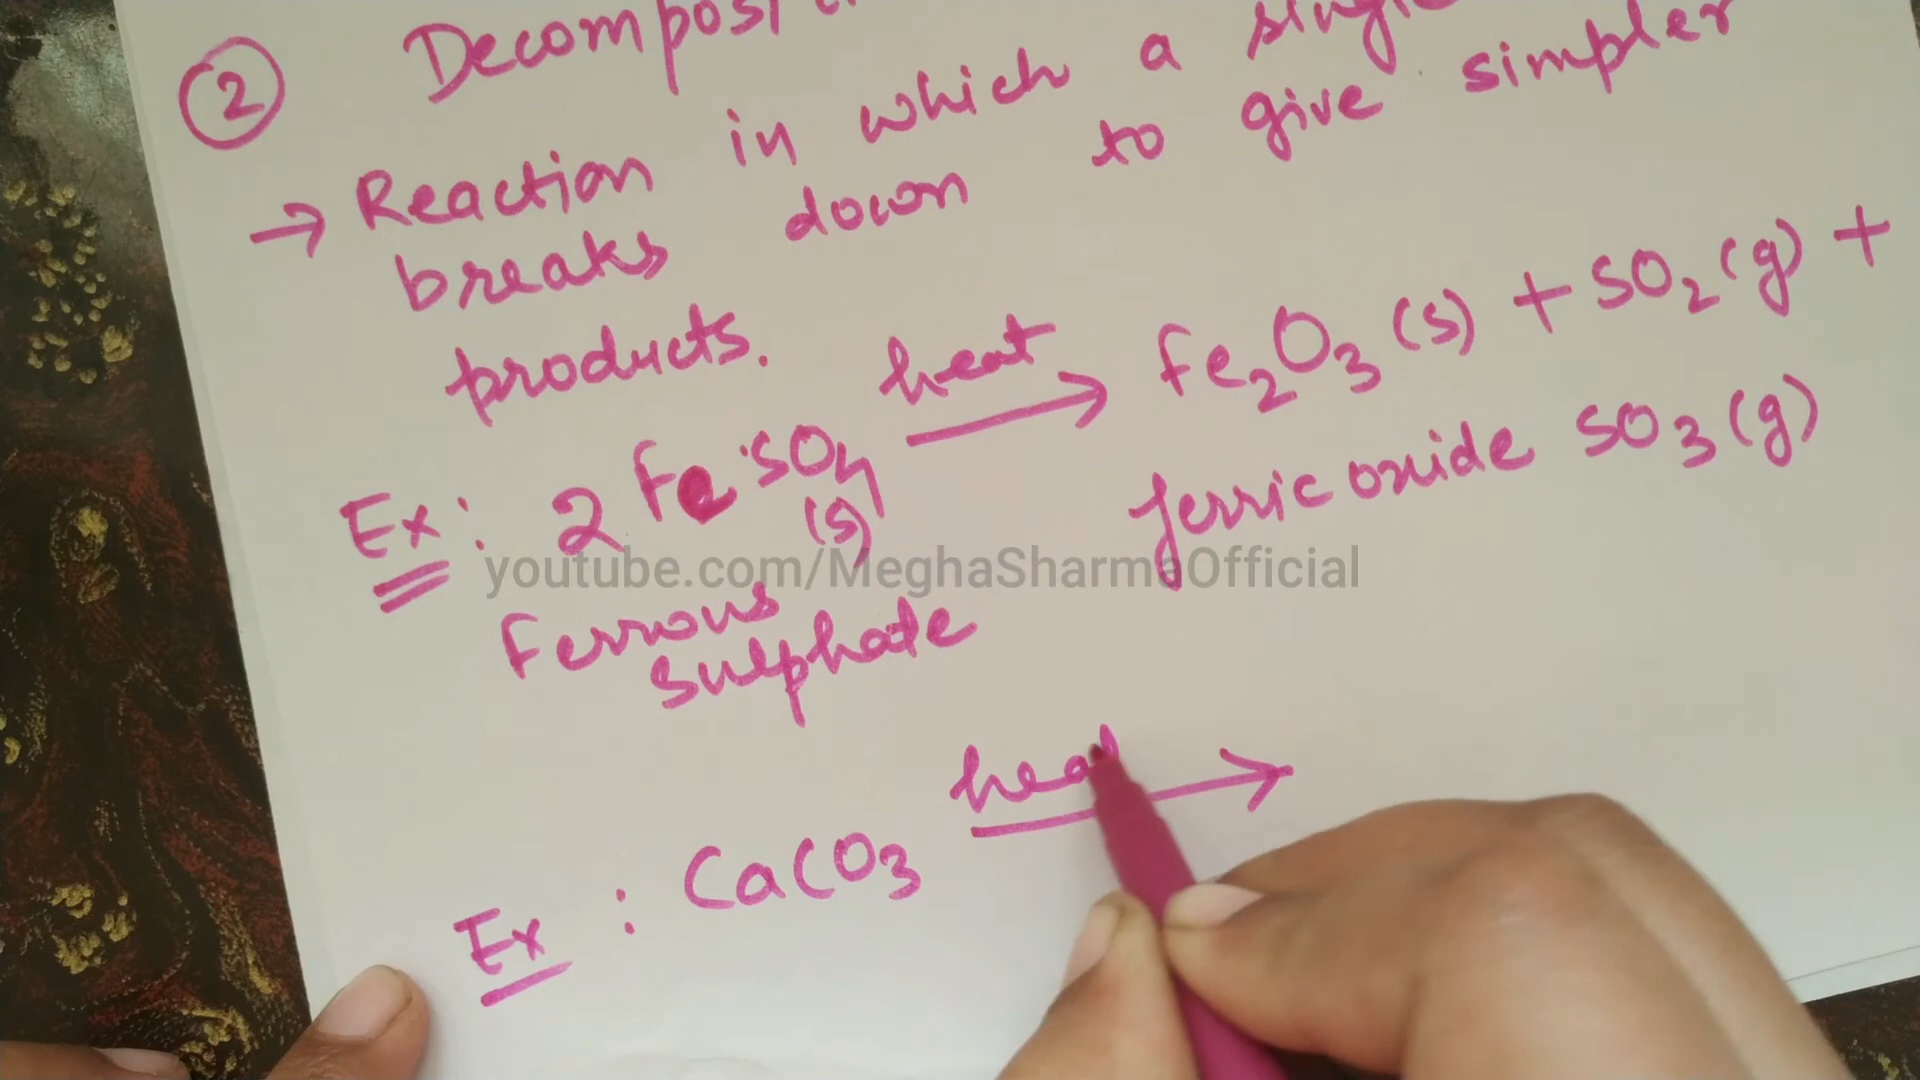 ② Decomposi
→ Reaction in which a singl
breaks down to give simpler
products.
Ex: 2 FeSO4 (s) heat → Fe2O3 (s) + SO2 (g) +
SO3 (g)
Ferrous sulphate
ferric oxide
youtube.com/MeghaSharmaOfficial
Ex : CaCO3 heat →